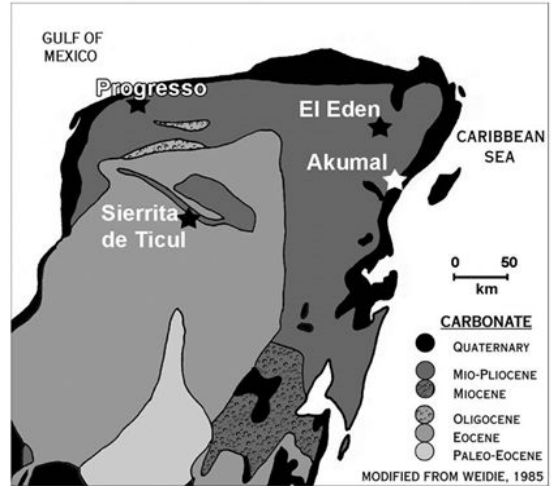 GULF OF
MEXICO
Progresso
El Eden
CARIBBEAN
SEA
Akumal
Sierrita
de Ticul
0 50
km
CARBONATE
QUATERNARY
MIO-PLIOCENE
MIOCENE
OLIGOCENE
EOCENE
PALEO-EOCENE
MODIFIED FROM WEIDIE, 1985